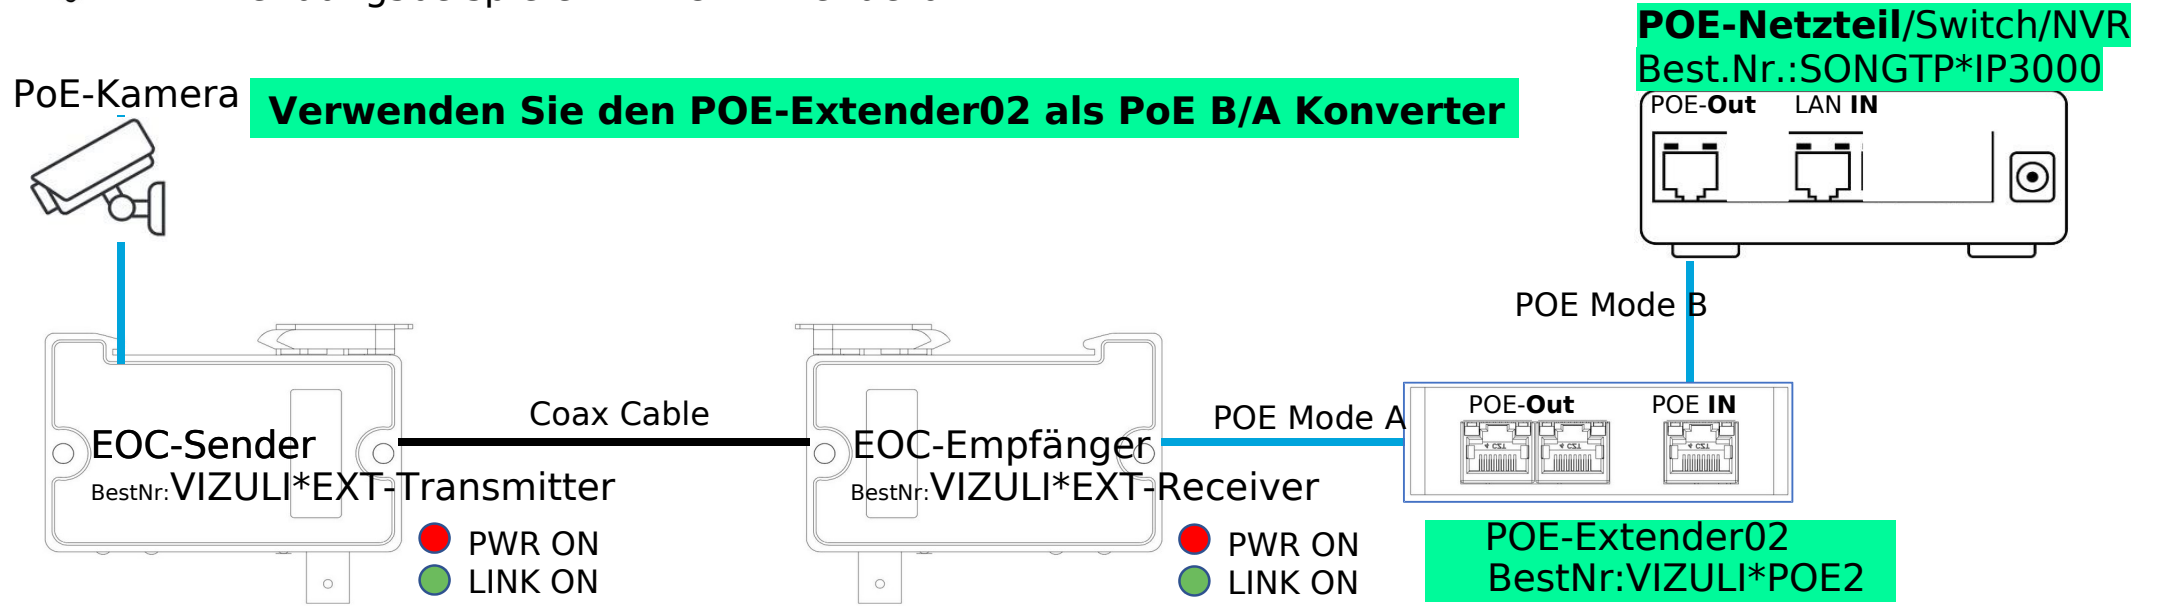 POE-Netzteil/Switch/NVR
Best.Nr.:SONGTP*IP3000
PoE-Kamera
Verwenden Sie den POE-Extender02 als PoE B/A Konverter
POE-Out LAN IN
POE Mode B
Coax Cable
POE Mode A
POE-Out POE IN
EOC-Sender
BestNr:VIZULI*EXT-Transmitter
EOC-Empfänger
BestNr:VIZULI*EXT-Receiver
PWR ON
LINK ON
PWR ON
LINK ON
POE-Extender02
BestNr:VIZULI*POE2